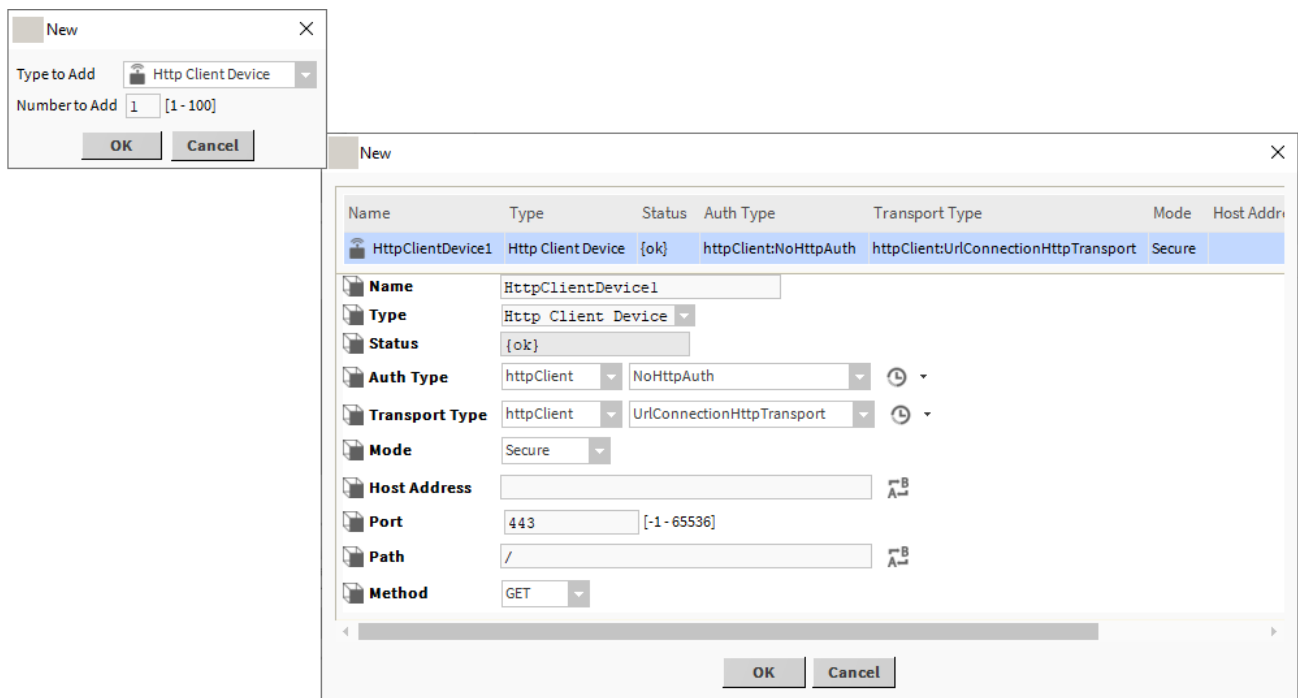 New
Type to Add Http Client Device
Number to Add 1 [1 - 100]
OK Cancel
New
Name Type Status Auth Type Transport Type Mode Host Addre
HttpClientDevice1 Http Client Device {ok} httpClient:NoHttpAuth httpClient:UrlConnectionHttpTransport Secure
Name HttpClientDevice1
Type Http Client Device
Status {ok}
Auth Type httpClient NoHttpAuth
Transport Type httpClient UrlConnectionHttpTransport
Mode Secure
Host Address
Port 443 [-1 - 65536]
Path /
Method GET
OK Cancel